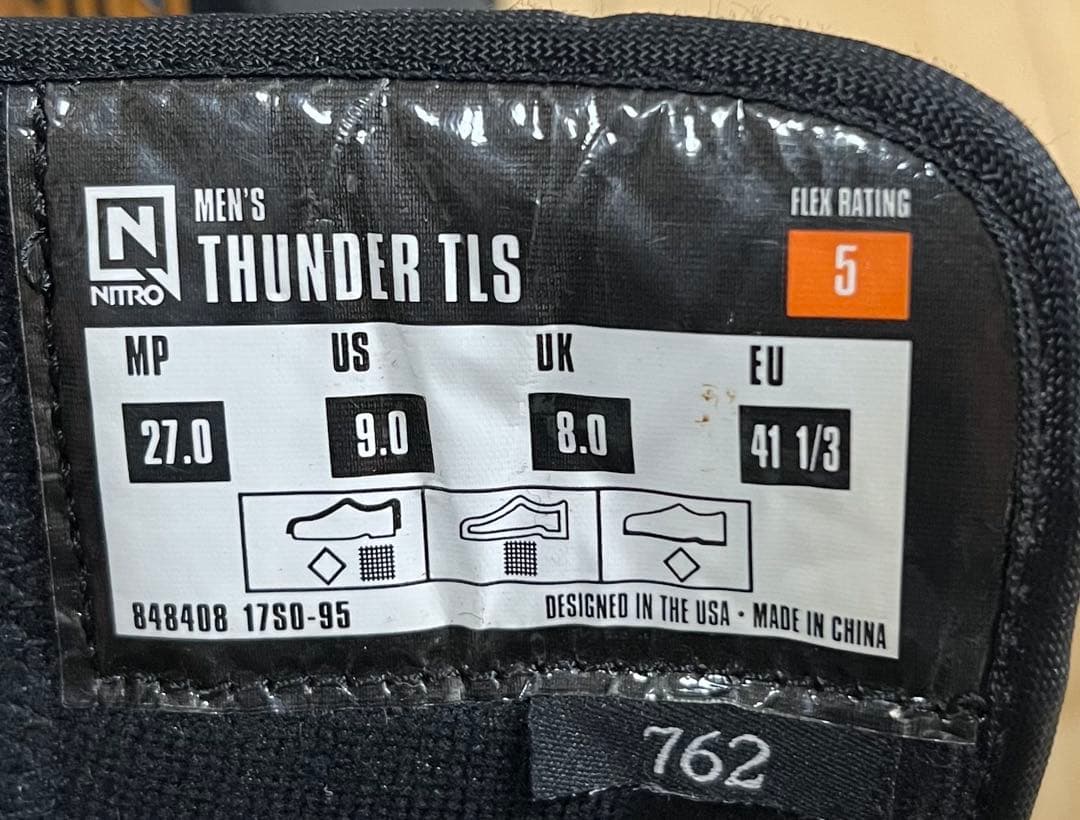 N
NITRO
MEN'S
THUNDER TLS
FLEX RATING
5
MP US UK EU
27.0 9.0 8.0 41 1/3
848408 17S0-95
DESIGNED IN THE USA · MADE IN CHINA
762